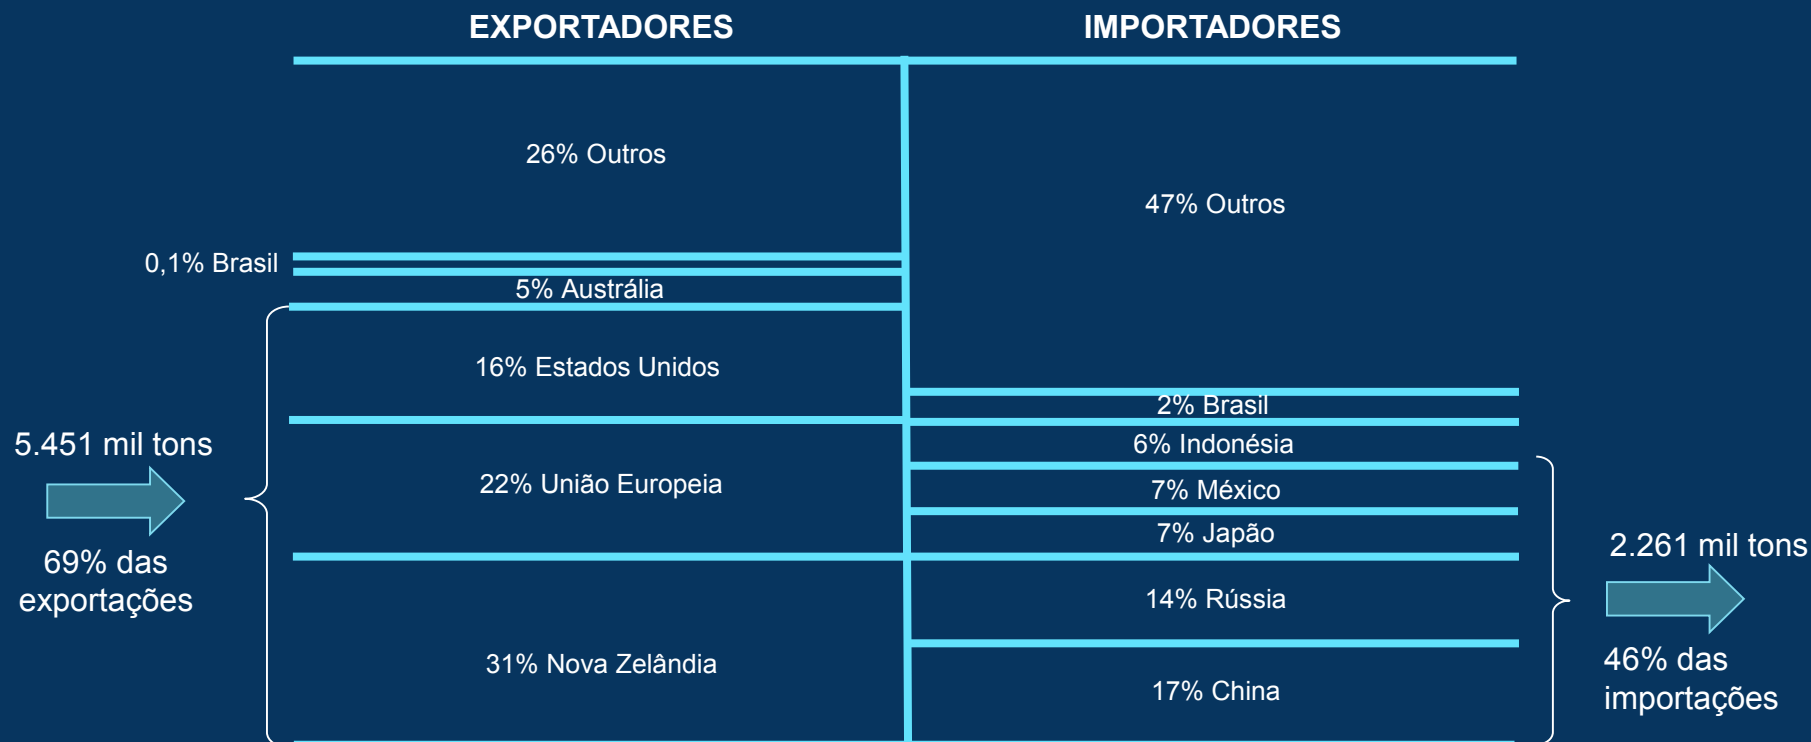 EXPORTADORES
IMPORTADORES
26% Outros
0,1% Brasil
5% Austrália
16% Estados Unidos
22% União Europeia
31% Nova Zelândia
5.451 mil tons
69% das
exportações
47% Outros
2% Brasil
6% Indonésia
7% México
7% Japão
14% Rússia
17% China
2.261 mil tons
46% das
importações